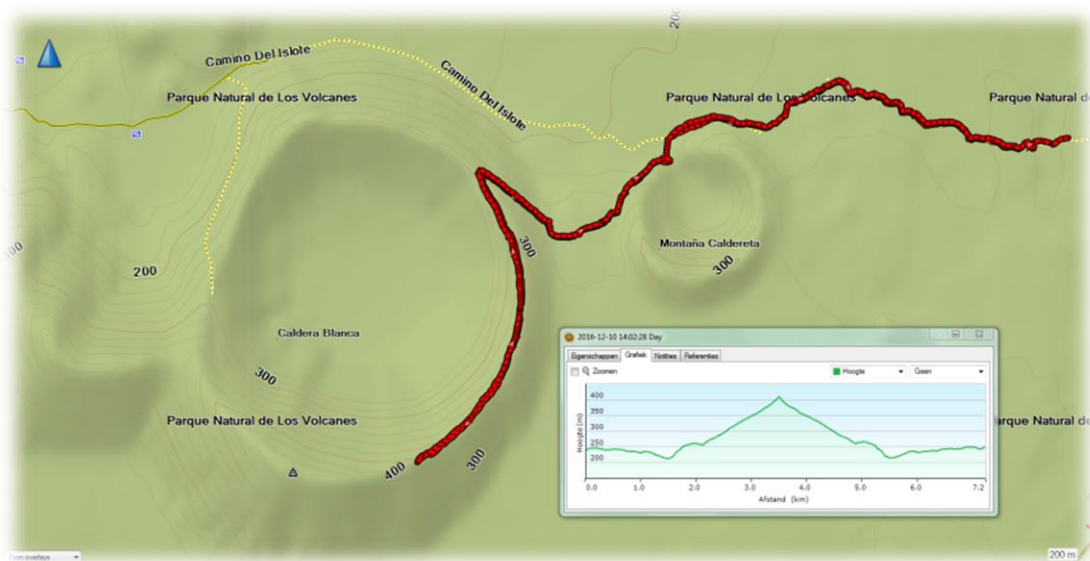 200
Camino Del Islote
Parque Natural de Los Volcanes
Camino Del Islote
Parque Natural de Los Volcanes
Parque Natural de
300
300
Montaña Caldereta
300
200
Caldera Blanca
300
Parque Natural de Los Volcanes
400
300
Parque Natural de
2016-12-10 14:02:28 Day
Eigenschappen Grafiek Notities Referenties
Zoomen
Hoogte
Geen
Hoogte (m)
400
350
300
250
200
0.0 1.0 2.0 3.0 4.0 5.0 6.0 7.2
Afstand (km)
200 m